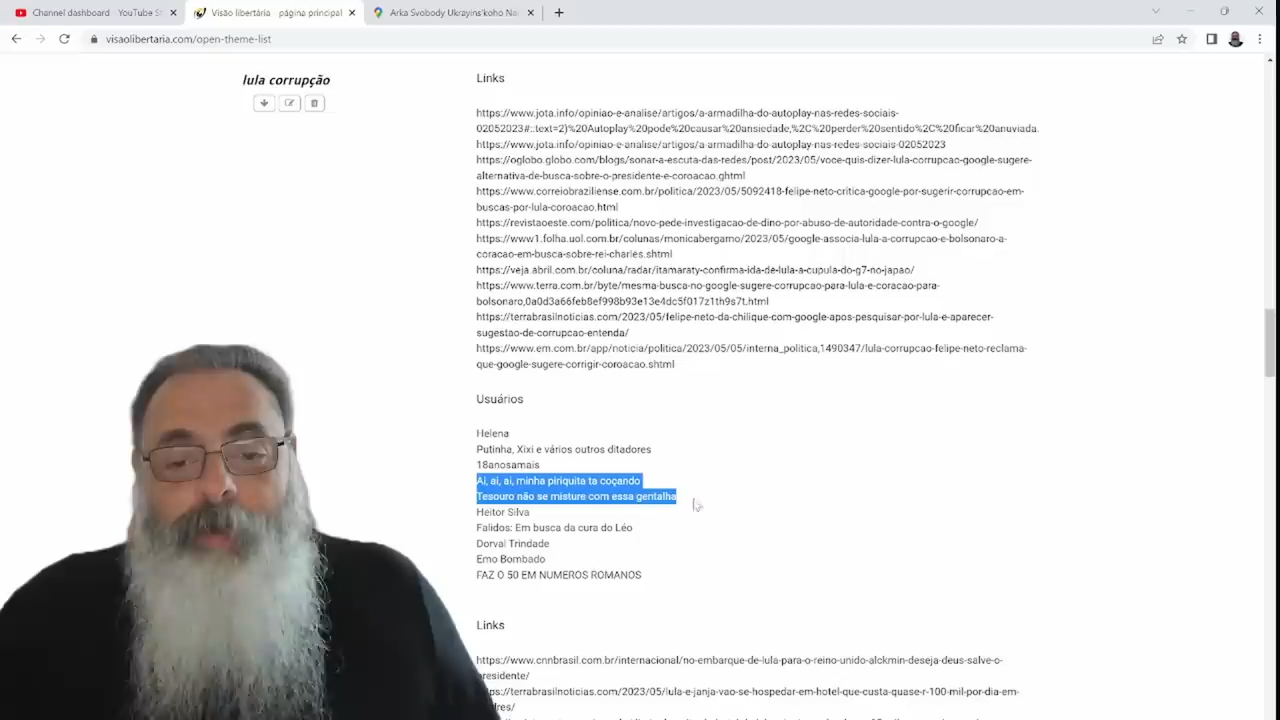 Channel dashboard - YouTube St
Visão libertária - página principal
Arka Svobody Ukrayins'koho Na
visaolibertaria.com/open-theme-list
lula corrupção
Links
https://www.jota.info/opiniao-e-analise/artigos/a-armadilha-do-autoplay-nas-redes-sociais-
02052023#:~:text=2)%20Autoplay%20pode%20causar%20ansiedade,%2C%20perder%20sentido%2C%20ficar%20anuviada.
https://www.jota.info/opiniao-e-analise/artigos/a-armadilha-do-autoplay-nas-redes-sociais-02052023
https://oglobo.globo.com/blogs/sonar-a-escuta-das-redes/post/2023/05/voce-quis-dizer-lula-corrupcao-google-sugere-
alternativa-de-busca-sobre-o-presidente-e-coroacao.ghtml
https://www.correiobraziliense.com.br/politica/2023/05/5092418-felipe-neto-critica-google-por-sugerir-corrupcao-em-
buscas-por-lula-coroacao.html
https://revistaoeste.com/politica/novo-pede-investigacao-de-dino-por-abuso-de-autoridade-contra-o-google/
https://www1.folha.uol.com.br/colunas/monicabergamo/2023/05/google-associa-lula-a-corrupcao-e-bolsonaro-a-
coracao-em-busca-sobre-rei-charles.shtml
https://veja.abril.com.br/coluna/radar/itamaraty-confirma-ida-de-lula-a-cupula-do-g7-no-japao/
https://www.terra.com.br/byte/mesma-busca-no-google-sugere-corrupcao-para-lula-e-coracao-para-
bolsonaro,0a0d3a66feb8ef998b93e13e4dc5f017z1th9s7t.html
https://terrabrasilnoticias.com/2023/05/felipe-neto-da-chilique-com-google-apos-pesquisar-por-lula-e-aparecer-
sugestao-de-corrupcao-entenda/
https://www.em.com.br/app/noticia/politica/2023/05/05/interna_politica,1490347/lula-corrupcao-felipe-neto-reclama-
que-google-sugere-corrigir-coroacao.shtml
Usuários
Helena
Putinha, Xixi e vários outros ditadores
18anosamais
Ai, ai, ai, minha piriquita ta coçando
Tesouro não se misture com essa gentalha
Heitor Silva
Falidos: Em busca da cura do Léo
Dorval Trindade
Emo Bombado
FAZ O 50 EM NUMEROS ROMANOS
Links
https://www.cnnbrasil.com.br/internacional/no-embarque-de-lula-para-o-reino-unido-alckmin-deseja-deus-salve-o-
presidente/
https://terrabrasilnoticias.com/2023/05/lula-e-janja-vao-se-hospedar-em-hotel-que-custa-quase-r-100-mil-por-dia-em-